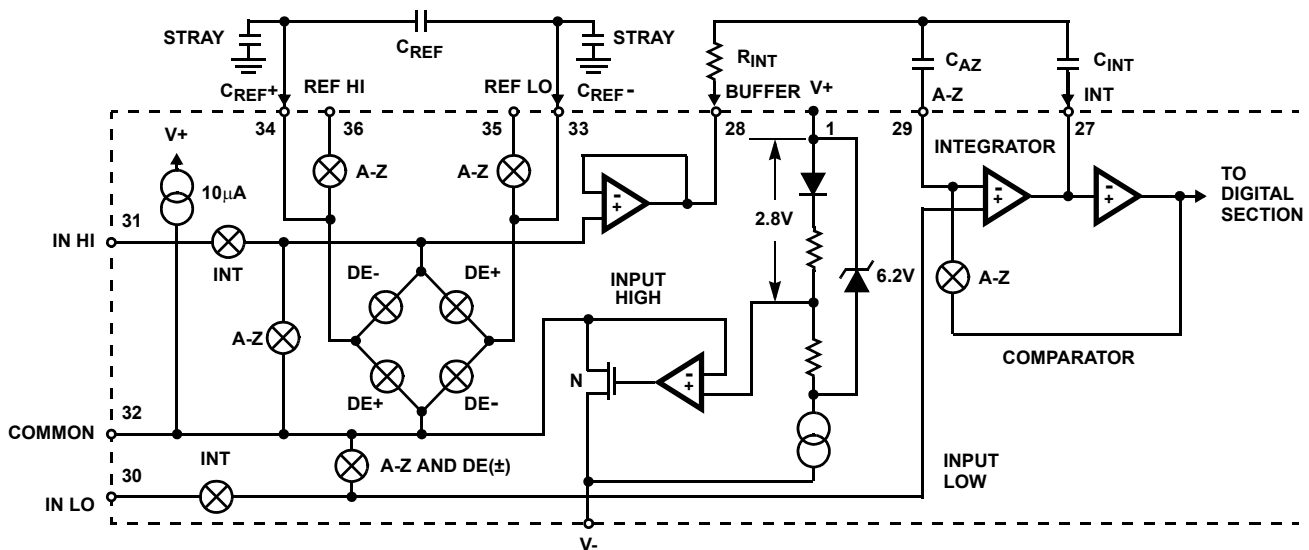 STRAY
CREF
STRAY
RINT
CAZ
CINT
CREF+
REF HI
REF LO
CREF-
BUFFER
V+
A-Z
INT
34
36
35
33
28
1
29
27
V+
10µA
A-Z
A-Z
-
+
2.8V
INTEGRATOR
-
+
TO
DIGITAL
SECTION
31
IN HI
INT
DE-
DE+
INPUT
HIGH
6.2V
A-Z
A-Z
COMPARATOR
N
-
+
DE+
DE-
32
COMMON
INT
A-Z AND DE(±)
INPUT
LOW
30
IN LO
V-